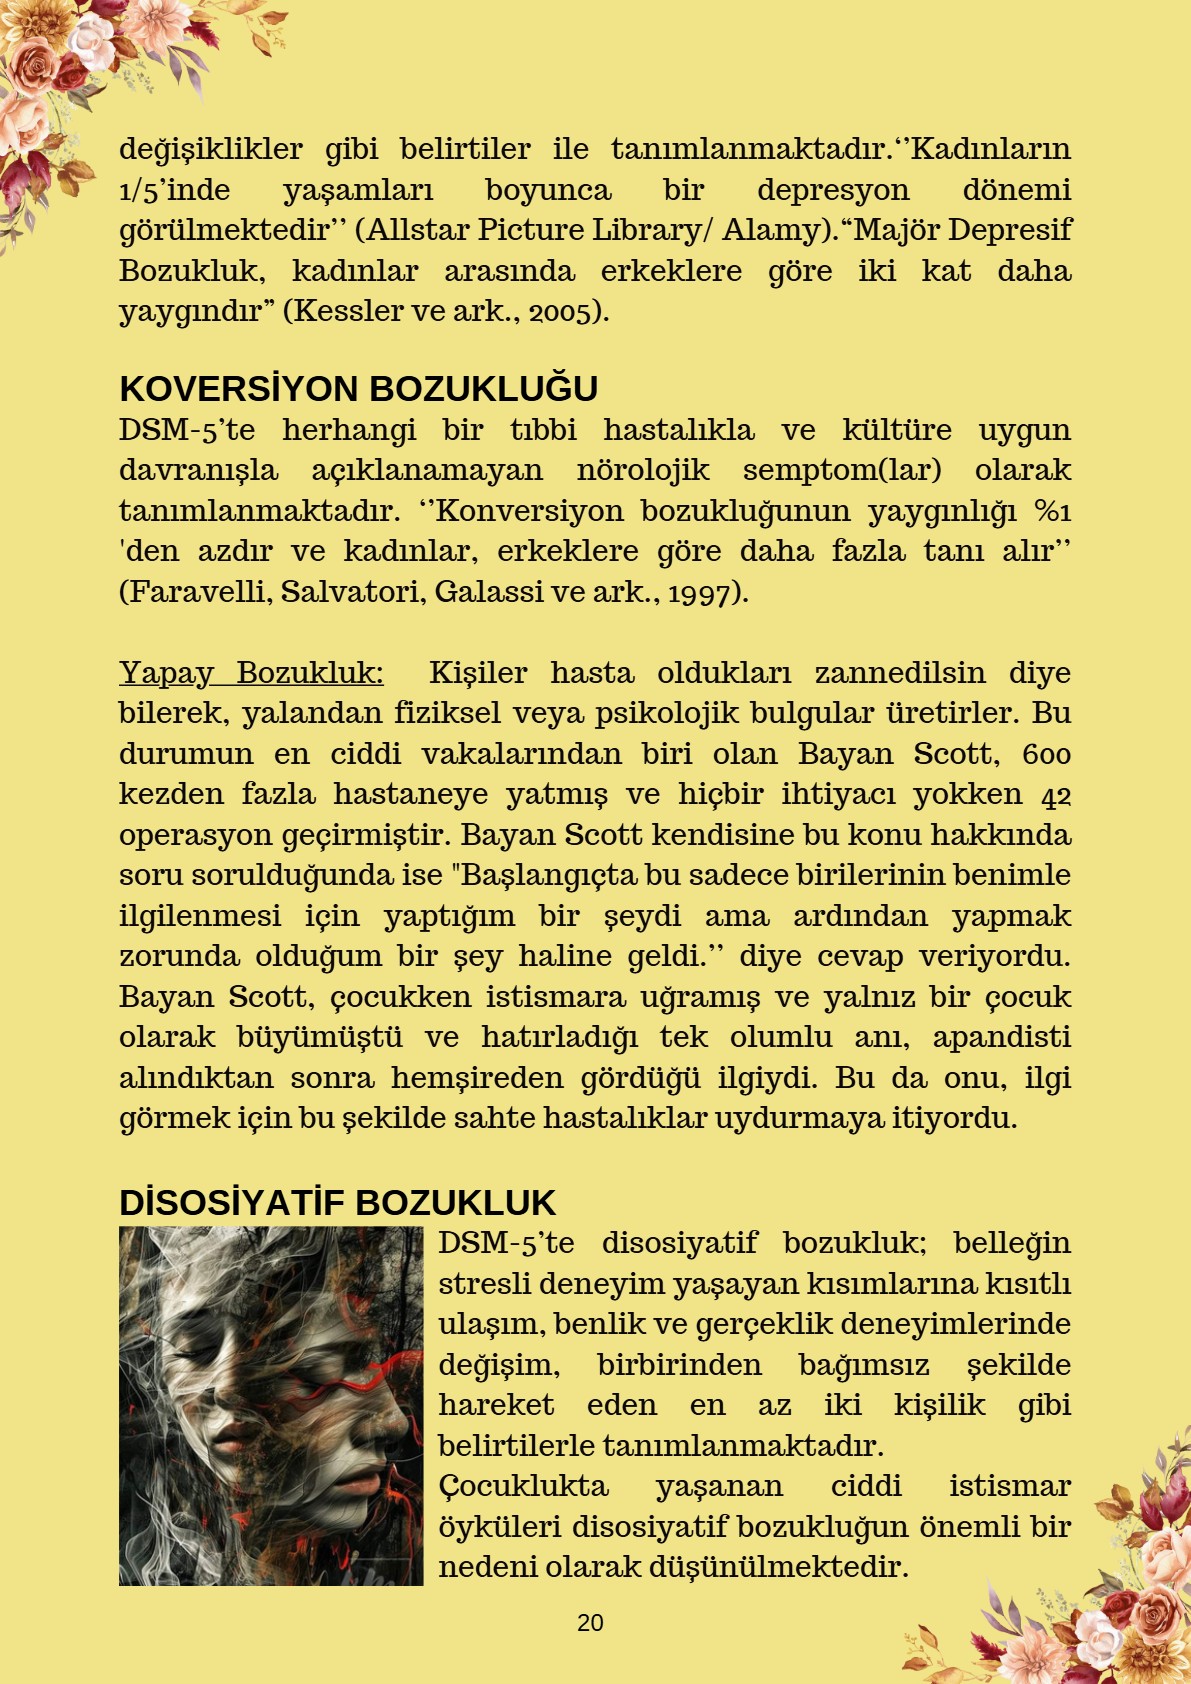 değişiklikler gibi belirtiler ile tanımlanmaktadır.‘’Kadınların
1/5’inde yaşamları boyunca bir depresyon dönemi
görülmektedir’’ (Allstar Picture Library/ Alamy).“Majör Depresif
Bozukluk, kadınlar arasında erkeklere göre iki kat daha
yaygındır” (Kessler ve ark., 2005).
KOVERSİYON BOZUKLUĞU
DSM-5’te herhangi bir tıbbi hastalıkla ve kültüre uygun
davranışla açıklanamayan nörolojik semptom(lar) olarak
tanımlanmaktadır. ‘’Konversiyon bozukluğunun yaygınlığı %1
'den azdır ve kadınlar, erkeklere göre daha fazla tanı alır’’
(Faravelli, Salvatori, Galassi ve ark., 1997).
Yapay Bozukluk: Kişiler hasta oldukları zannedilsin diye
bilerek, yalandan fiziksel veya psikolojik bulgular üretirler. Bu
durumun en ciddi vakalarından biri olan Bayan Scott, 600
kezden fazla hastaneye yatmış ve hiçbir ihtiyacı yokken 42
operasyon geçirmiştir. Bayan Scott kendisine bu konu hakkında
soru sorulduğunda ise "Başlangıçta bu sadece birilerinin benimle
ilgilenmesi için yaptığım bir şeydi ama ardından yapmak
zorunda olduğum bir şey haline geldi.’’ diye cevap veriyordu.
Bayan Scott, çocukken istismara uğramış ve yalnız bir çocuk
olarak büyümüştü ve hatırladığı tek olumlu anı, apandisti
alındıktan sonra hemşireden gördüğü ilgiydi. Bu da onu, ilgi
görmek için bu şekilde sahte hastalıklar uydurmaya itiyordu.
DİSOSİYATİF BOZUKLUK
DSM-5’te disosiyatif bozukluk; belleğin
stresli deneyim yaşayan kısımlarına kısıtlı
ulaşım, benlik ve gerçeklik deneyimlerinde
değişim, birbirinden bağımsız şekilde
hareket eden en az iki kişilik gibi
belirtilerle tanımlanmaktadır.
Çocuklukta yaşanan ciddi istismar
öyküleri disosiyatif bozukluğun önemli bir
nedeni olarak düşünülmektedir.
20